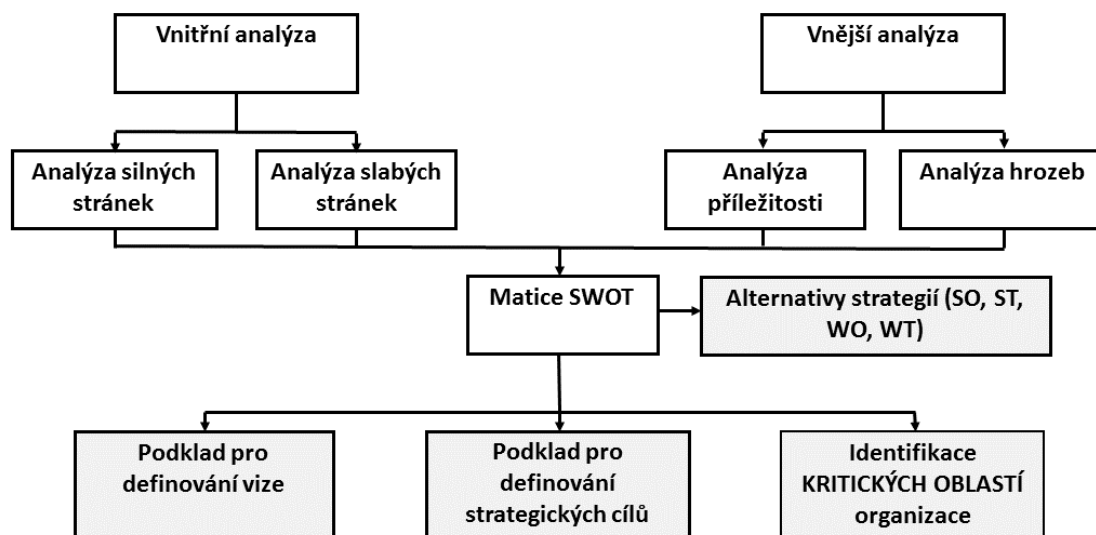 Vnitřní analýza
Vnější analýza
Analýza silných
stránek
Analýza slabých
stránek
Analýza
příležitosti
Analýza hrozeb
Matice SWOT
Alternativy strategií (SO, ST,
WO, WT)
Podklad pro
definování vize
Podklad pro
definování
strategických cílů
Identifikace
KRITICKÝCH OBLASTÍ
organizace